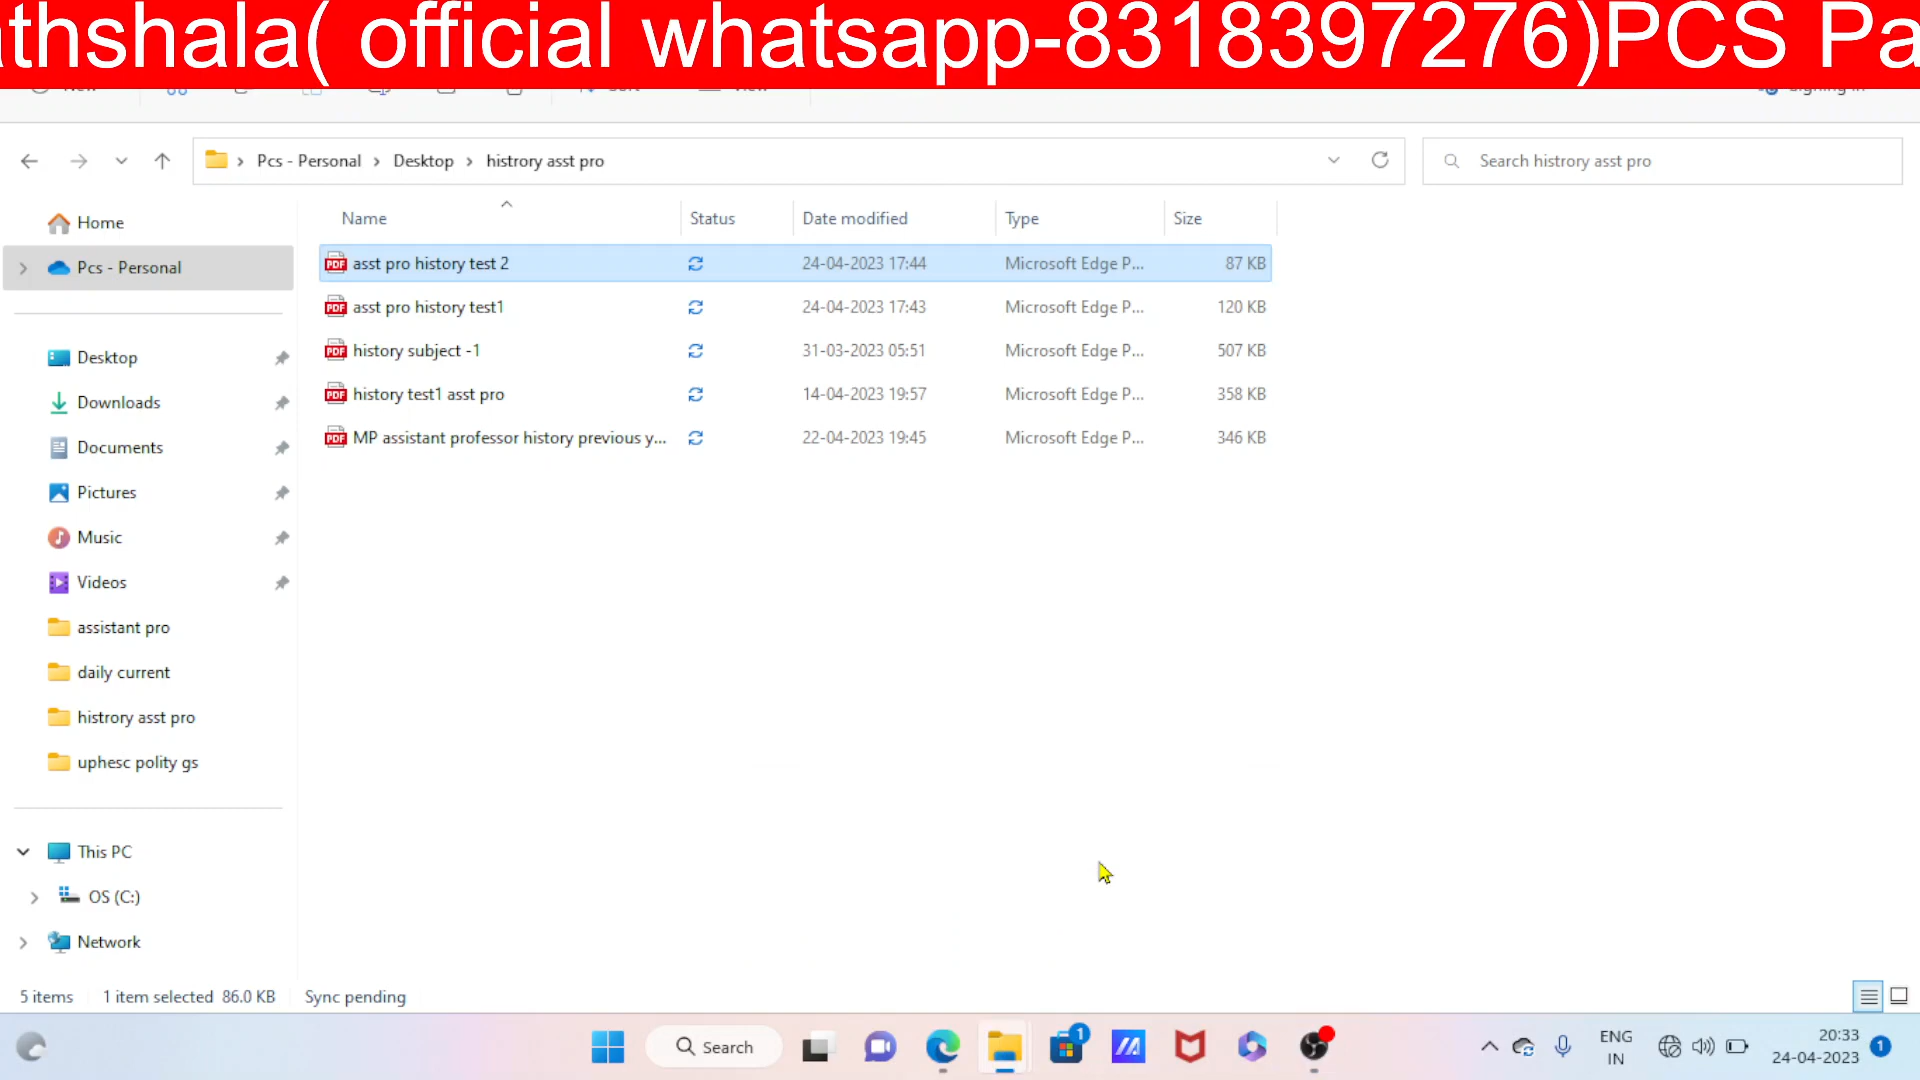 athshala( official whatsapp-8318397276)PCS Pa
Pcs - Personal > Desktop > histrory asst pro
Search histrory asst pro
Name Status Date modified Type Size
asst pro history test 2 24-04-2023 17:44 Microsoft Edge P... 87 KB
asst pro history test1 24-04-2023 17:43 Microsoft Edge P... 120 KB
history subject -1 31-03-2023 05:51 Microsoft Edge P... 507 KB
history test1 asst pro 14-04-2023 19:57 Microsoft Edge P... 358 KB
MP assistant professor history previous y... 22-04-2023 19:45 Microsoft Edge P... 346 KB
Home
Pcs - Personal
Desktop
Downloads
Documents
Pictures
Music
Videos
assistant pro
daily current
histrory asst pro
uphesc polity gs
This PC
OS (C:)
Network
5 items 1 item selected 86.0 KB Sync pending
Search
1
ENG
IN
20:33
24-04-2023
1